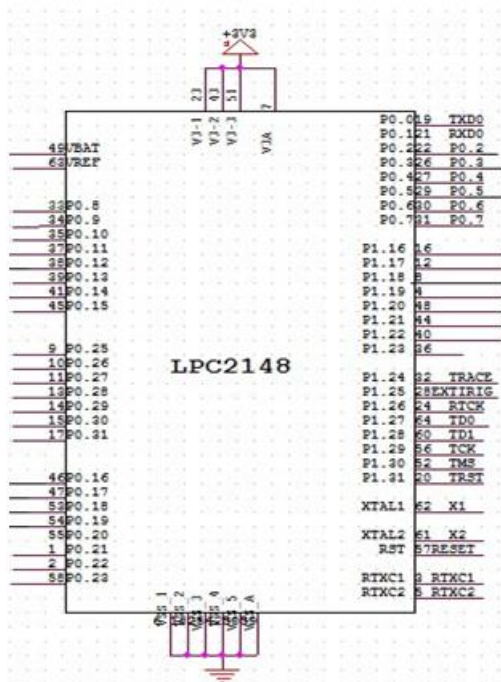 +3V3
23 43 51 7
V3-1 V3-2 V3-3 V3A
49 VBAT
63 VREF
33 P0.8
34 P0.9
35 P0.10
37 P0.11
38 P0.12
39 P0.13
41 P0.14
45 P0.15
9 P0.25
10 P0.26
11 P0.27
13 P0.28
14 P0.29
15 P0.30
17 P0.31
46 P0.16
47 P0.17
53 P0.18
54 P0.19
55 P0.20
1 P0.21
2 P0.22
58 P0.23
LPC2148
P0.0 19 TXD0
P0.1 21 RXD0
P0.2 22 P0.2
P0.3 26 P0.3
P0.4 27 P0.4
P0.5 29 P0.5
P0.6 30 P0.6
P0.7 31 P0.7
P1.16 16
P1.17 12
P1.18 8
P1.19 4
P1.20 48
P1.21 44
P1.22 40
P1.23 36
P1.24 32 TRACE
P1.25 28 EXTIRIG
P1.26 24 RTCK
P1.27 64 TD0
P1.28 60 TD1
P1.29 56 TCK
P1.30 52 TMS
P1.31 20 TRST
XTAL1 62 X1
XTAL2 61 X2
RST 57 RESET
RTXC1 3 RTXC1
RTXC2 5 RTXC2
VSS_1 VSS_2 VSS_3 VSS_4 VSS_5 VSS_A